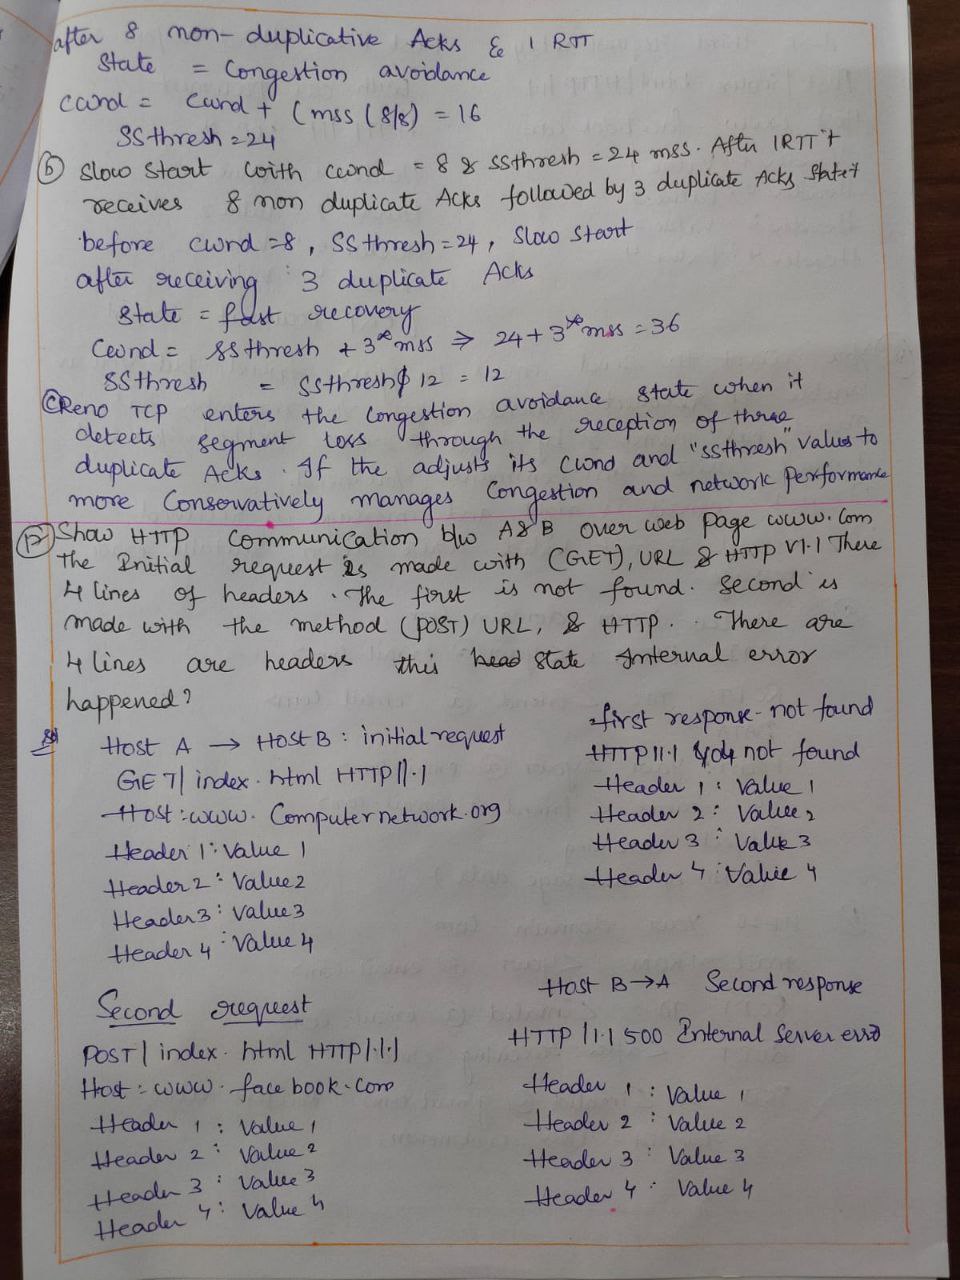 after 8 non-duplicative Acks & 1 RTT
State = Congestion avoidance
cwnd = cwnd + (mss (8/8) = 16
SSthresh = 24
(b) Slow Start with cwnd = 8 & ssthresh = 24 mss. After 1RTT it
receives 8 non duplicate Acks followed by 3 duplicate Acks State?
before cwnd = 8, SSthresh = 24, Slow Start
after receiving 3 duplicate Acks
State = fast recovery
Cwnd = ssthresh + 3*mss ⇒ 24 + 3*mss = 36
SSthresh = SSthresh 12 = 12
(c) Reno TCP enters the Congestion avoidance state when it
detects segment loss through the reception of three
duplicate Acks. If the adjusts its cwnd and "ssthresh" values to
more Conservatively manages Congestion and network performance
(12) Show HTTP communication b/w A&B over web page www.com
The Initial request is made with (GET), URL & HTTP V1.1 There
4 lines of headers. The first is not found. Second is
made with the method (POST) URL, & HTTP. There are
4 lines are headers this State Internal error
happened?
Sol Host A → Host B : initial request
GET/ index.html HTTP/1.1
Host: www.Computernetwork.org
Header 1: Value 1
Header 2: Value 2
Header 3: Value 3
Header 4: Value 4
first response - not found
HTTP 11.1 404 not found
Header 1: Value 1
Header 2: Value 2
Header 3: Value 3
Header 4: Value 4
Second request
POST/ index.html HTTP/1.1
Host: www.facebook.com
Header 1: Value 1
Header 2: Value 2
Header 3: Value 3
Header 4: Value 4
Host B→A Second response
HTTP 11.1 500 Internal Server erro
Header 1: Value 1
Header 2: Value 2
Header 3: Value 3
Header 4: Value 4